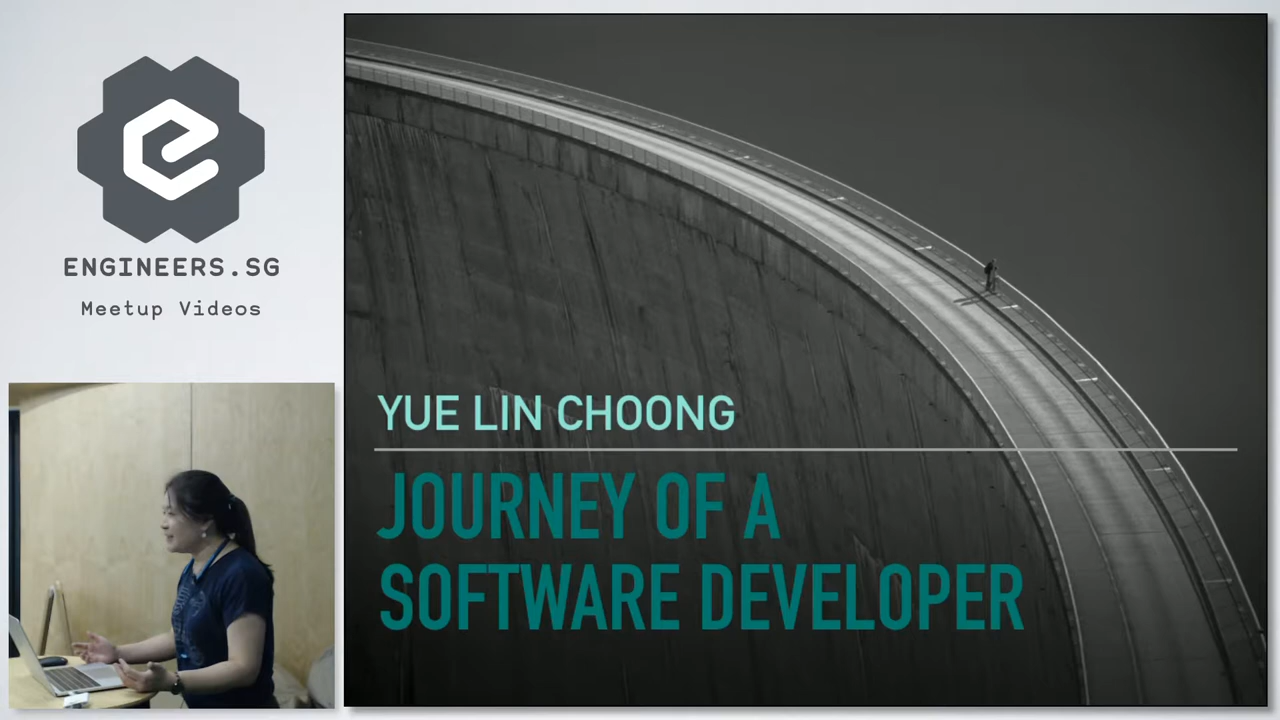 ENGINEERS.SG
Meetup Videos
YUE LIN CHOONG
JOURNEY OF A
SOFTWARE DEVELOPER